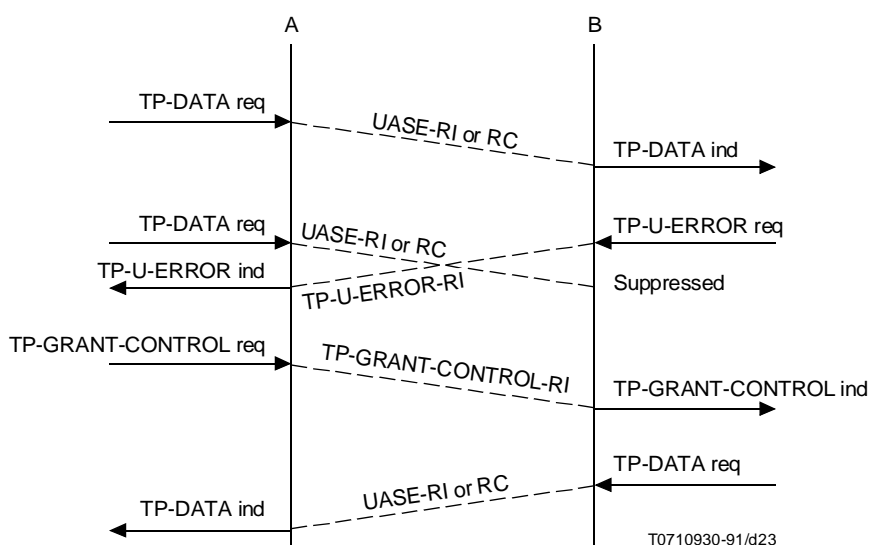 A B
TP-DATA req
UASE-RI or RC
TP-DATA ind
TP-DATA req
UASE-RI or RC
TP-U-ERROR req
TP-U-ERROR ind
TP-U-ERROR-RI
Suppressed
TP-GRANT-CONTROL req
TP-GRANT-CONTROL-RI
TP-GRANT-CONTROL ind
TP-DATA req
UASE-RI or RC
TP-DATA ind
T0710930-91/d23